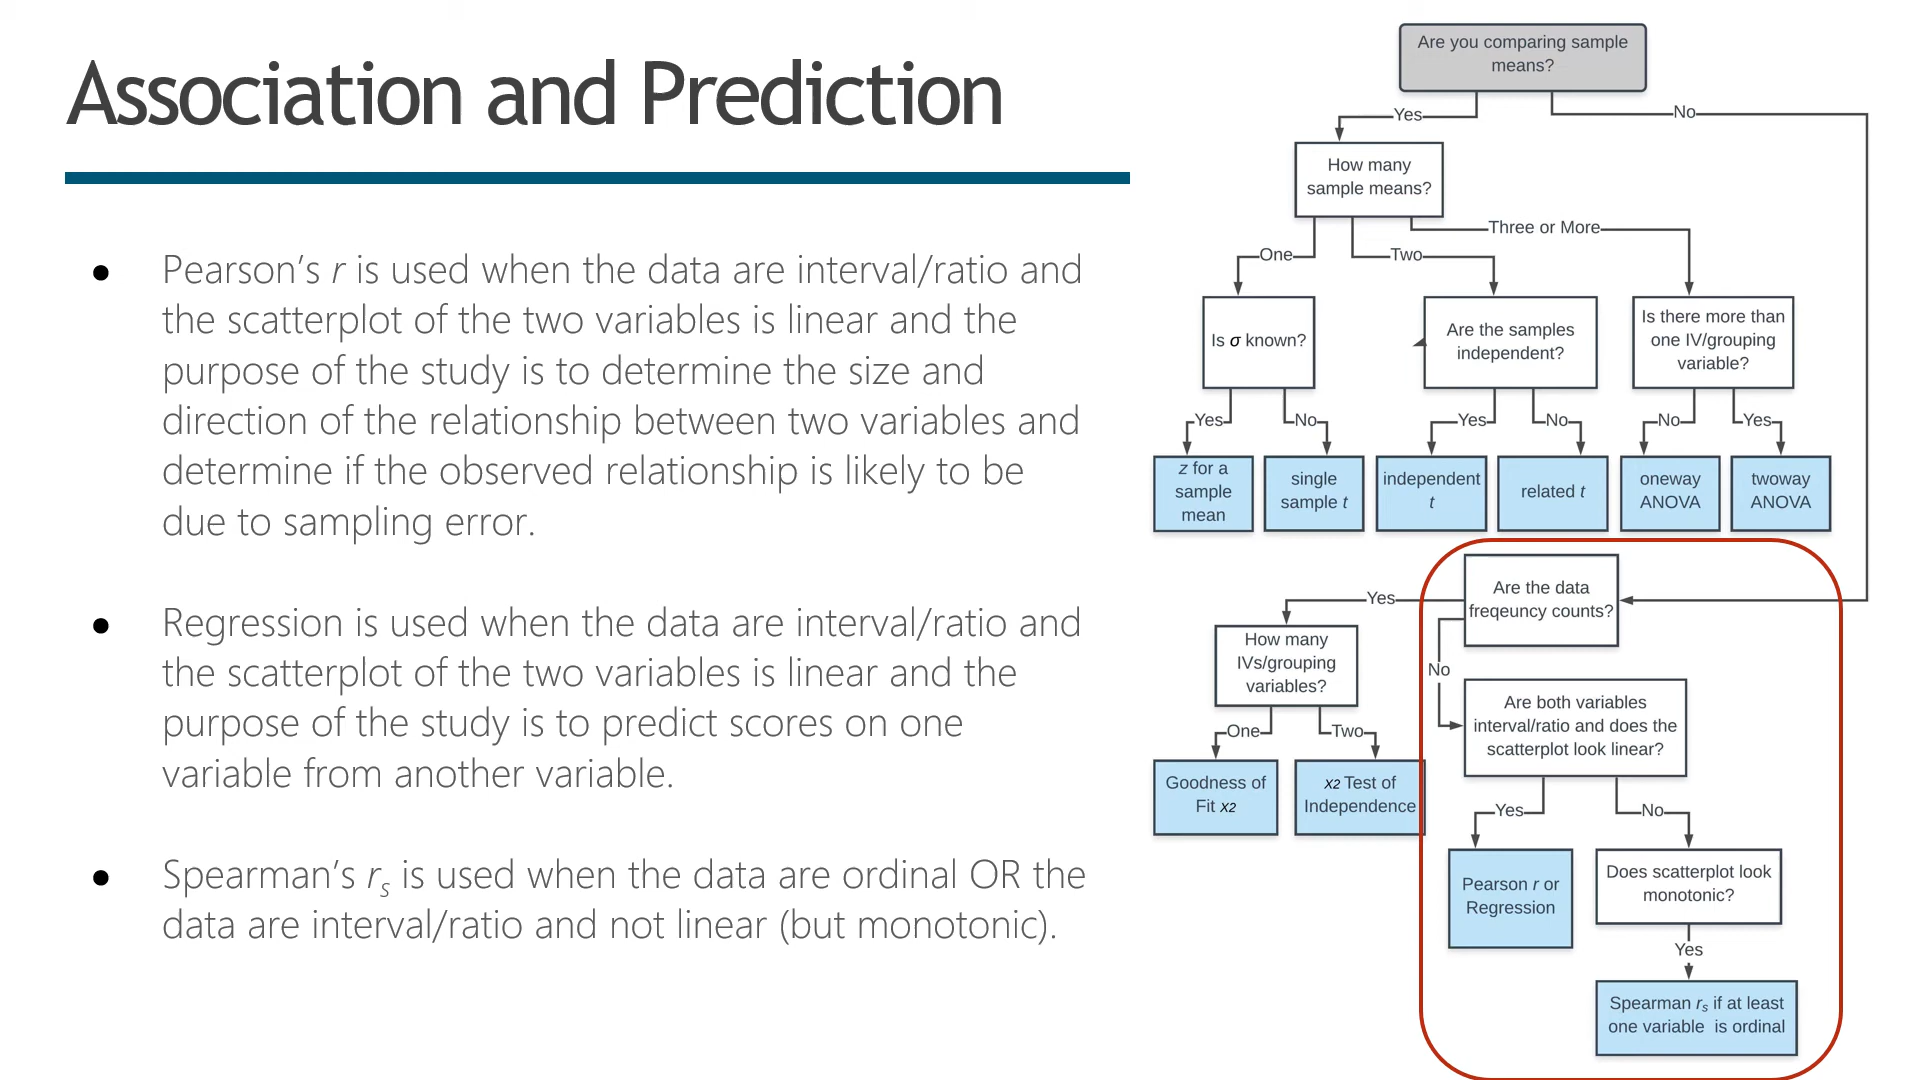 Association and Prediction
● Pearson’s r is used when the data are interval/ratio and
the scatterplot of the two variables is linear and the
purpose of the study is to determine the size and
direction of the relationship between two variables and
determine if the observed relationship is likely to be
due to sampling error.
● Regression is used when the data are interval/ratio and
the scatterplot of the two variables is linear and the
purpose of the study is to predict scores on one
variable from another variable.
● Spearman’s rs is used when the data are ordinal OR the
data are interval/ratio and not linear (but monotonic).
Are you comparing sample
means?
Yes
No
How many
sample means?
One
Two
Three or More
Is σ known?
Are the samples
independent?
Is there more than
one IV/grouping
variable?
Yes
No
Yes
No
No
Yes
z for a
sample
mean
single
sample t
independent
t
related t
oneway
ANOVA
twoway
ANOVA
Are the data
freqeuncy counts?
Yes
No
How many
IVs/grouping
variables?
One
Two
Goodness of
Fit x2
x2 Test of
Independence
Are both variables
interval/ratio and does the
scatterplot look linear?
Yes
No
Pearson r or
Regression
Does scatterplot look
monotonic?
Yes
Spearman rs if at least
one variable is ordinal